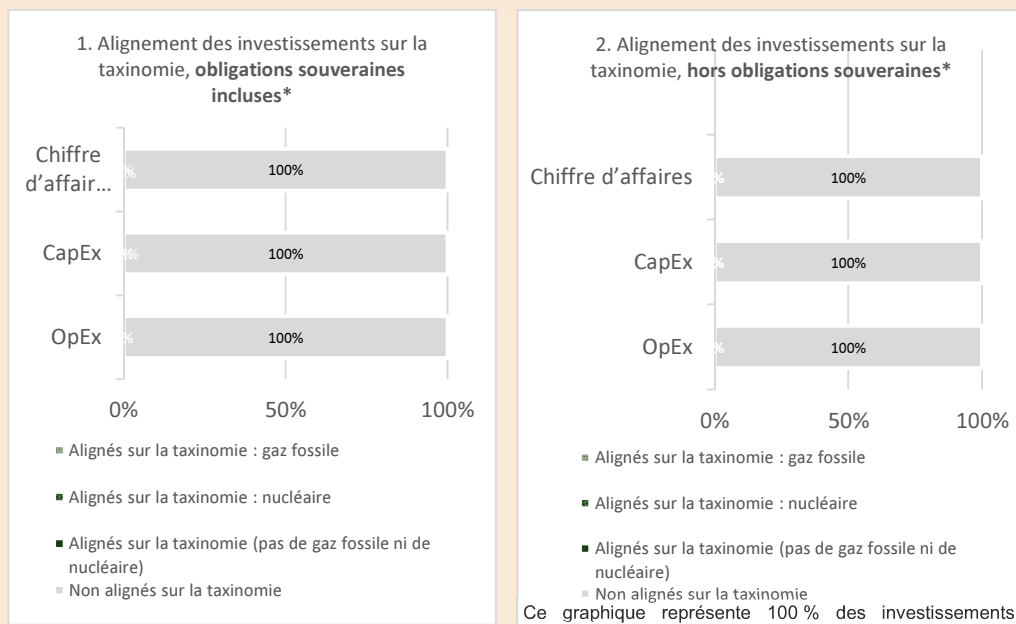 1. Alignement des investissements sur la
taxinomie, obligations souveraines
incluses*
Chiffre
d’affair...
100%
CapEx
100%
OpEx
100%
0% 50% 100%
Alignés sur la taxinomie : gaz fossile
Alignés sur la taxinomie : nucléaire
Alignés sur la taxinomie (pas de gaz fossile ni de
nucléaire)
Non alignés sur la taxinomie
2. Alignement des investissements sur la
taxinomie, hors obligations souveraines*
Chiffre d’affaires
100%
CapEx
100%
OpEx
100%
0% 50% 100%
Alignés sur la taxinomie : gaz fossile
Alignés sur la taxinomie : nucléaire
Alignés sur la taxinomie (pas de gaz fossile ni de
nucléaire)
Non alignés sur la taxinomie
Ce graphique représente 100 % des investissements